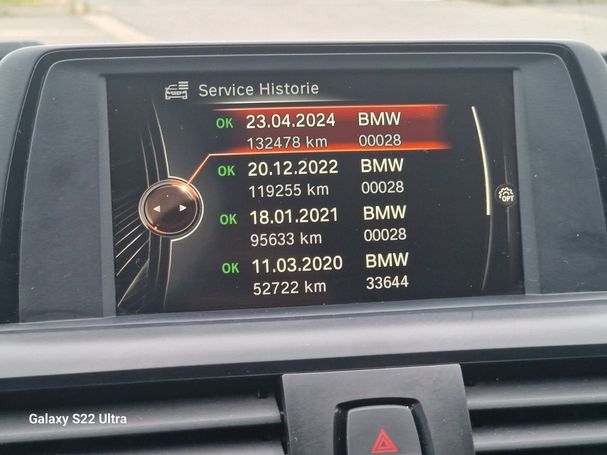 Service Historie
OK 23.04.2024 BMW
132478 km 00028
OK 20.12.2022 BMW
119255 km 00028
OK 18.01.2021 BMW
95633 km 00028
OK 11.03.2020 BMW
52722 km 33644
OPT
Galaxy S22 Ultra